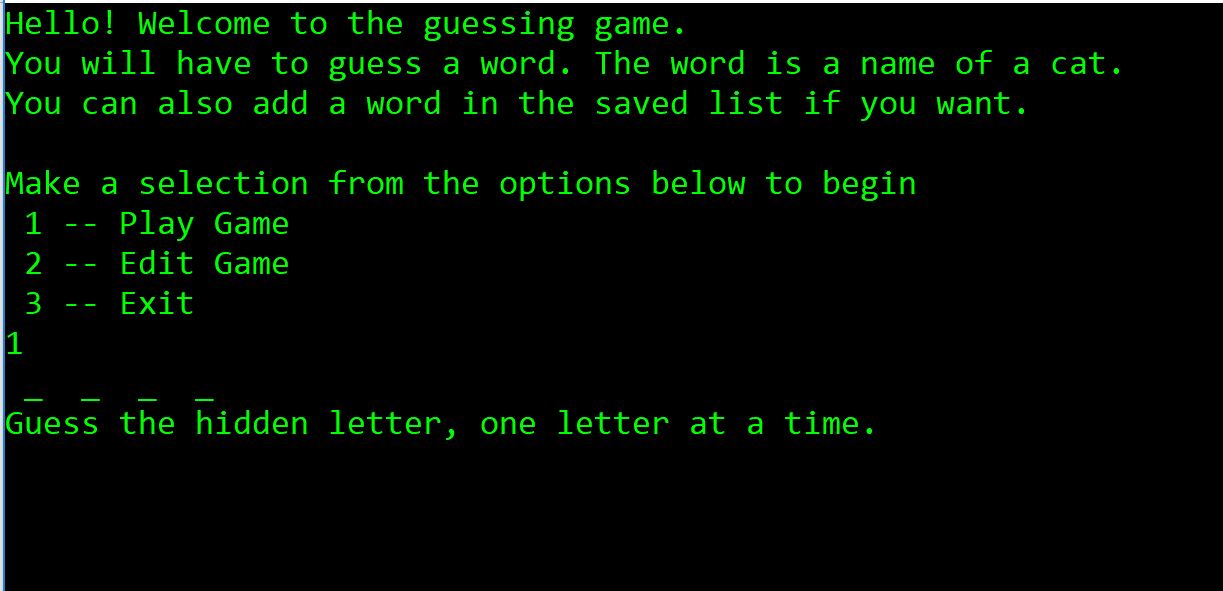 Hello! Welcome to the guessing game.
You will have to guess a word. The word is a name of a cat.
You can also add a word in the saved list if you want.
Make a selection from the options below to begin
1 -- Play Game
2 -- Edit Game
3 -- Exit
1
_ _ _ _
Guess the hidden letter, one letter at a time.